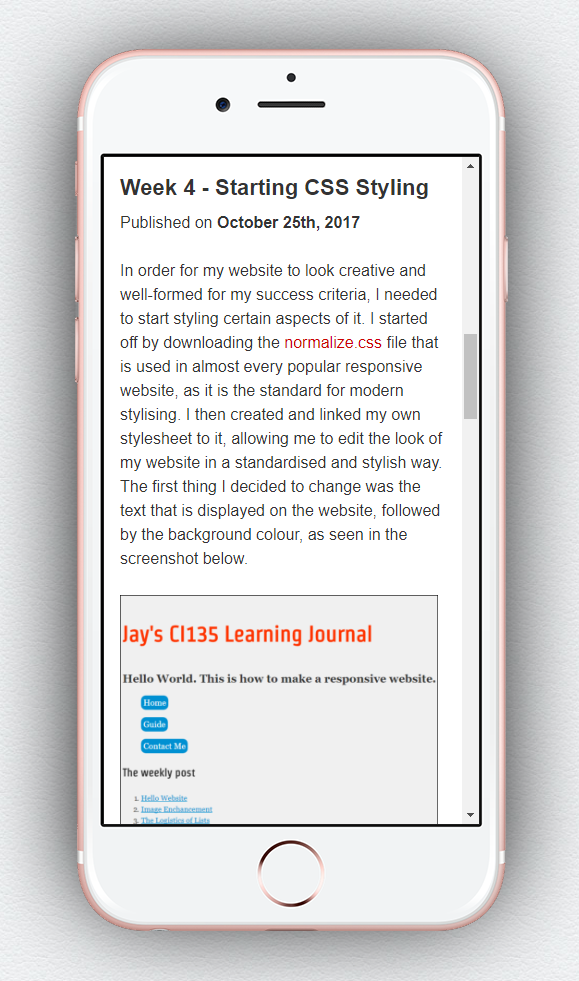 Week 4 - Starting CSS Styling
Published on October 25th, 2017
In order for my website to look creative and
well-formed for my success criteria, I needed
to start styling certain aspects of it. I started
off by downloading the normalize.css file that
is used in almost every popular responsive
website, as it is the standard for modern
stylising. I then created and linked my own
stylesheet to it, allowing me to edit the look of
my website in a standardised and stylish way.
The first thing I decided to change was the
text that is displayed on the website, followed
by the background colour, as seen in the
screenshot below.
Jay's CI135 Learning Journal
Hello World. This is how to make a responsive website.
Home
Guide
Contact Me
The weekly post
1. Hello Website
2. Image Enchancement
3. The Logistics of Lists